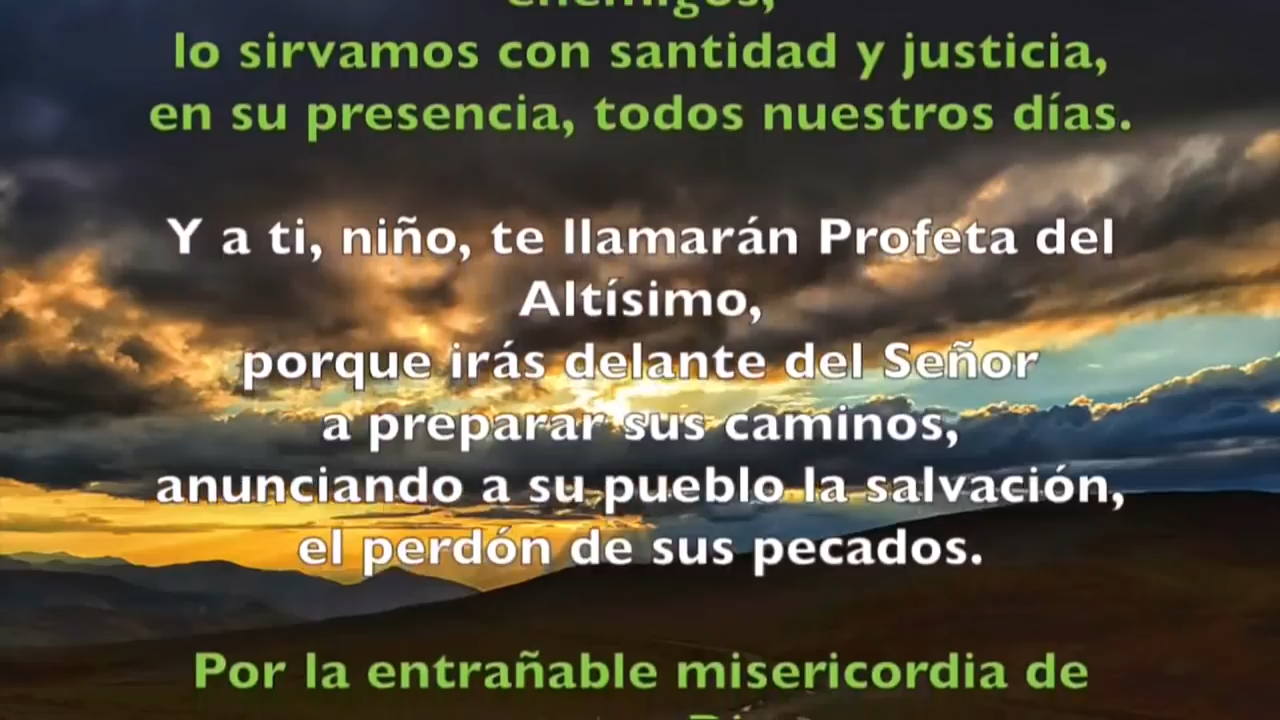 enemigos,
lo sirvamos con santidad y justicia,
en su presencia, todos nuestros días.
Y a ti, niño, te llamarán Profeta del
Altísimo,
porque irás delante del Señor
a preparar sus caminos,
anunciando a su pueblo la salvación,
el perdón de sus pecados.
Por la entrañable misericordia de